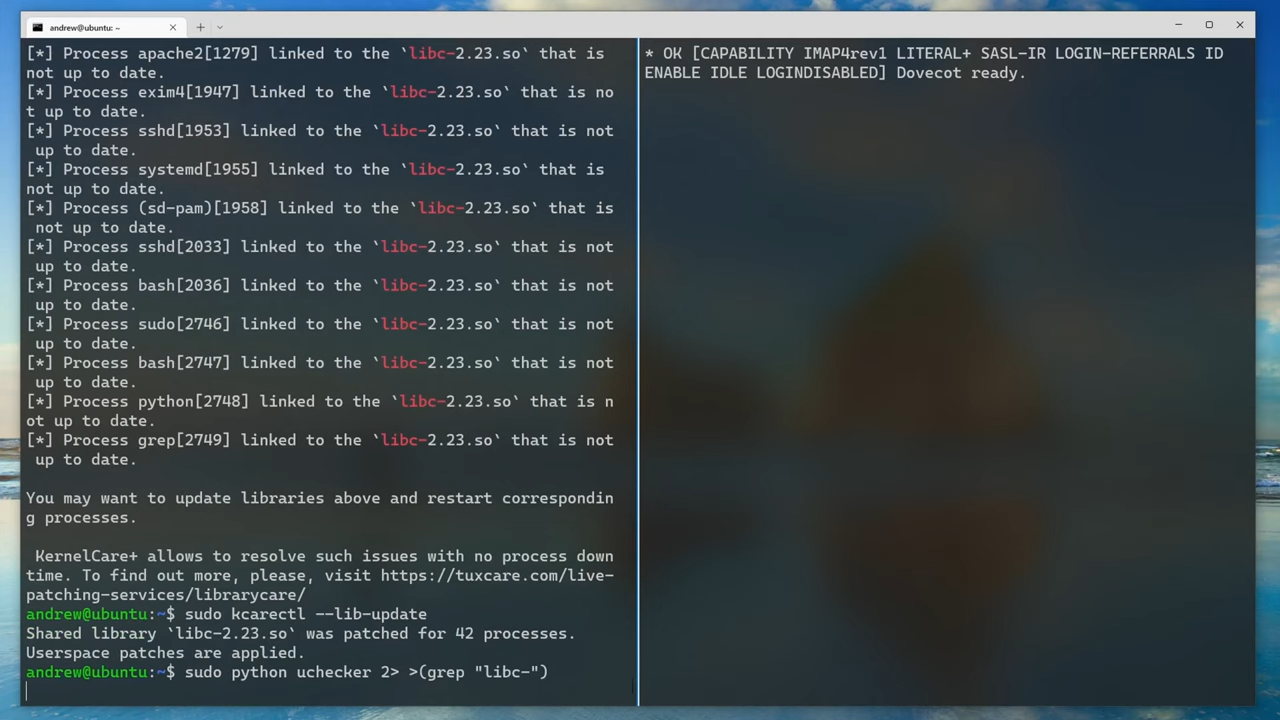 andrew@ubuntu: ~
[*] Process apache2[1279] linked to the `libc-2.23.so` that is
not up to date.
[*] Process exim4[1947] linked to the `libc-2.23.so` that is no
t up to date.
[*] Process sshd[1953] linked to the `libc-2.23.so` that is not
 up to date.
[*] Process systemd[1955] linked to the `libc-2.23.so` that is
not up to date.
[*] Process (sd-pam)[1958] linked to the `libc-2.23.so` that is
 not up to date.
[*] Process sshd[2033] linked to the `libc-2.23.so` that is not
 up to date.
[*] Process bash[2036] linked to the `libc-2.23.so` that is not
 up to date.
[*] Process sudo[2746] linked to the `libc-2.23.so` that is not
 up to date.
[*] Process bash[2747] linked to the `libc-2.23.so` that is not
 up to date.
[*] Process python[2748] linked to the `libc-2.23.so` that is n
ot up to date.
[*] Process grep[2749] linked to the `libc-2.23.so` that is not
 up to date.
You may want to update libraries above and restart correspondin
g processes.
 KernelCare+ allows to resolve such issues with no process down
time. To find out more, please, visit https://tuxcare.com/live-
patching-services/librarycare/
andrew@ubuntu:~$ sudo kcarectl --lib-update
Shared library `libc-2.23.so` was patched for 42 processes.
Userspace patches are applied.
andrew@ubuntu:~$ sudo python uchecker 2> >(grep "libc-")
* OK [CAPABILITY IMAP4rev1 LITERAL+ SASL-IR LOGIN-REFERRALS ID
ENABLE IDLE LOGINDISABLED] Dovecot ready.